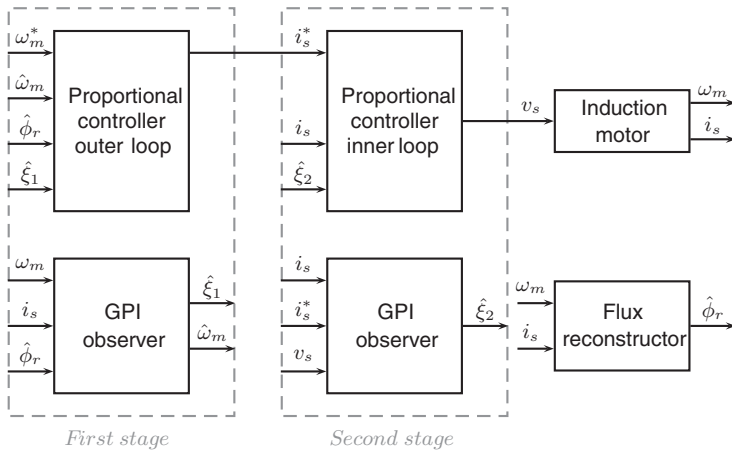 ω*_m
ω̂_m
φ̂_r
ξ̂_1
Proportional
controller
outer loop
i*_s
i_s
ξ̂_2
Proportional
controller
inner loop
v_s
Induction
motor
ω_m
i_s
ω_m
i_s
φ̂_r
GPI
observer
ξ̂_1
ω̂_m
i_s
i*_s
v_s
GPI
observer
ξ̂_2
ω_m
i_s
Flux
reconstructor
φ̂_r
First stage
Second stage